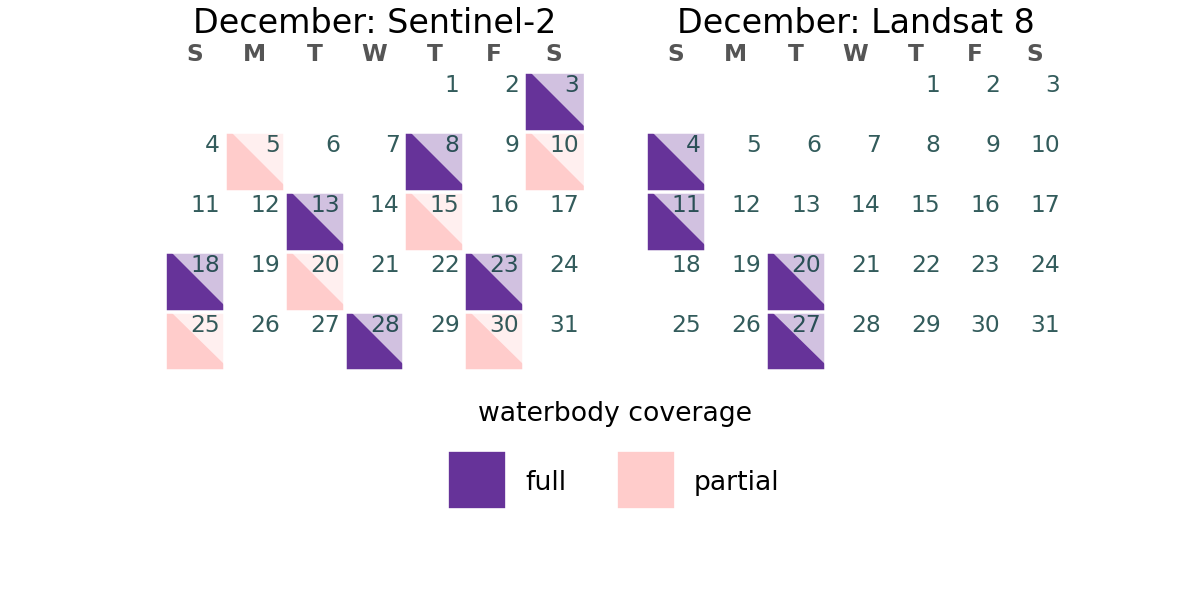 December: Sentinel-2
S M T W T F S
1 2 3
4 5 6 7 8 9 10
11 12 13 14 15 16 17
18 19 20 21 22 23 24
25 26 27 28 29 30 31
December: Landsat 8
S M T W T F S
1 2 3
4 5 6 7 8 9 10
11 12 13 14 15 16 17
18 19 20 21 22 23 24
25 26 27 28 29 30 31
waterbody coverage
full
partial